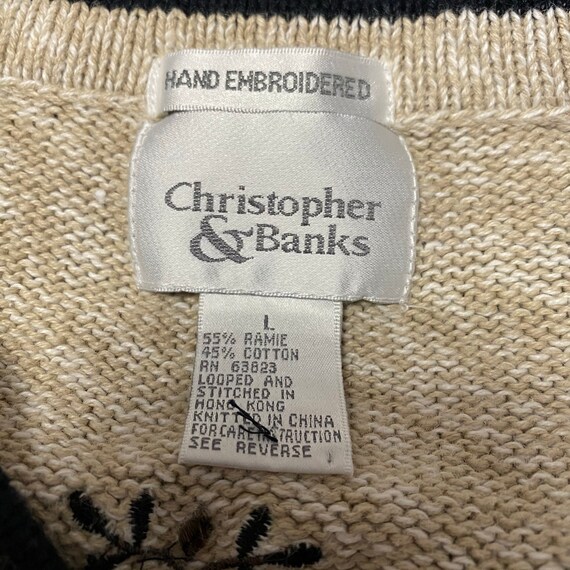 HAND EMBROIDERED
Christopher
& Banks
L
55% RAMIE
45% COTTON
RN 63823
LOOPED AND
STITCHED IN
HONG KONG
KNITTED IN CHINA
FOR CARE INSTRUCTION
SEE REVERSE